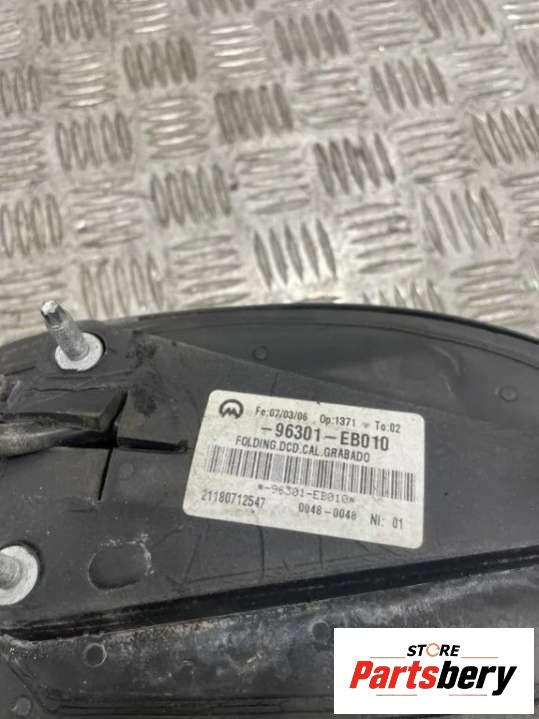 Fe:07/03/06 Op:1371 To:02
-96301-EB010
FOLDING.DCD.CAL.GRABADO
*-96301-EB010*
21180712547 0048-0048 NI: 01
STORE
Partsbery